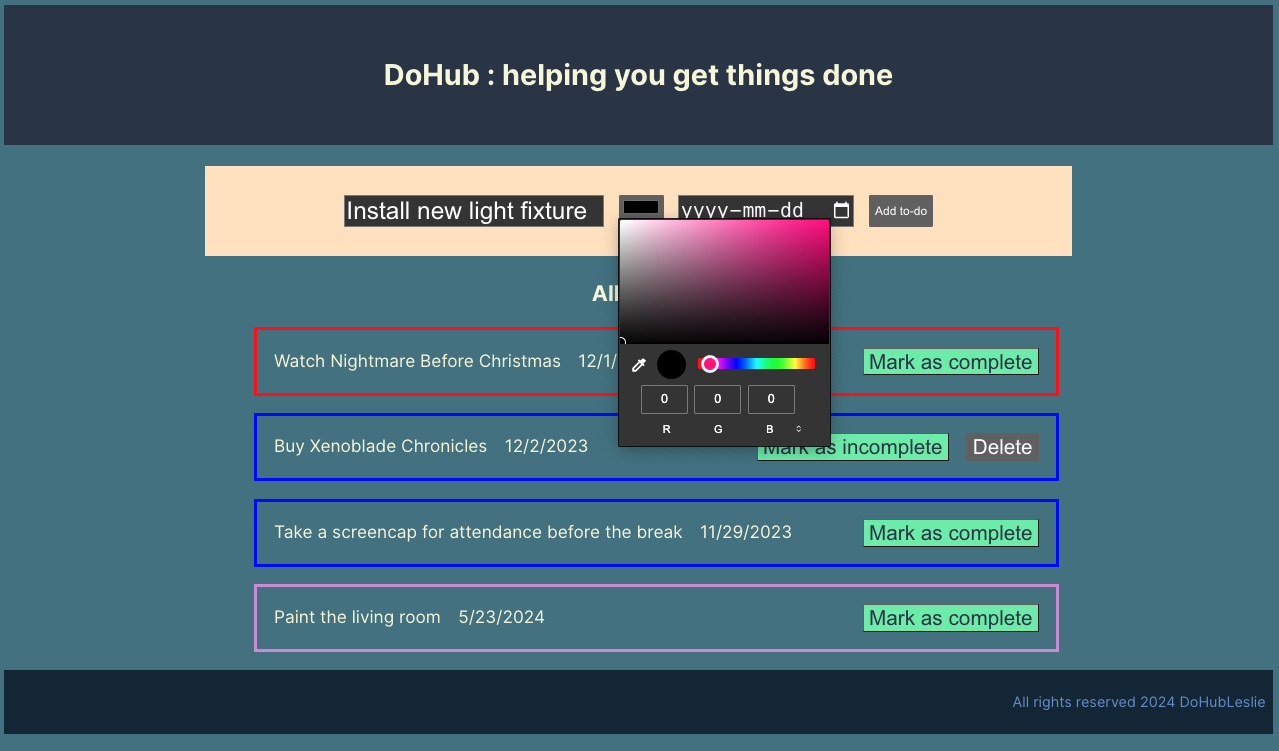 DoHub : helping you get things done
Install new light fixture yyyy-mm-dd Add to-do
All
Watch Nightmare Before Christmas 12/1/ Mark as complete
0 0 0
R G B
Buy Xenoblade Chronicles 12/2/2023 Mark as incomplete Delete
Take a screencap for attendance before the break 11/29/2023 Mark as complete
Paint the living room 5/23/2024 Mark as complete
All rights reserved 2024 DoHubLeslie